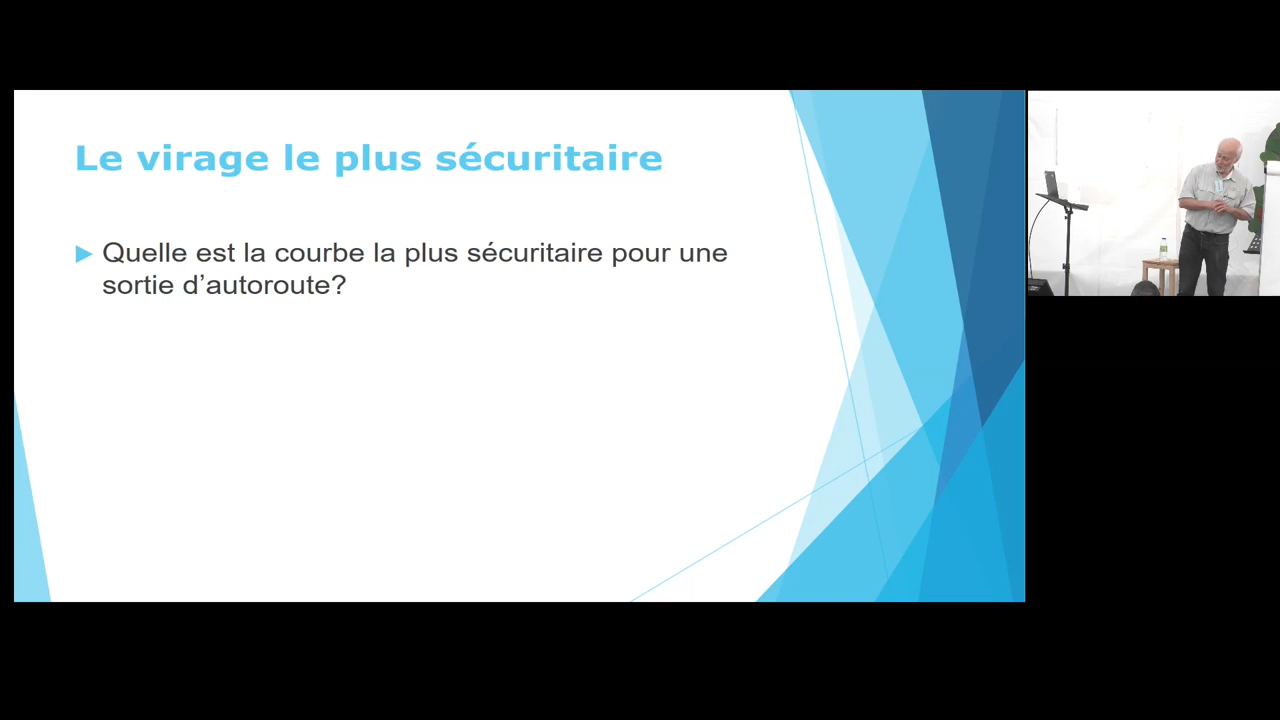 Le virage le plus sécuritaire
Quelle est la courbe la plus sécuritaire pour une
sortie d’autoroute?